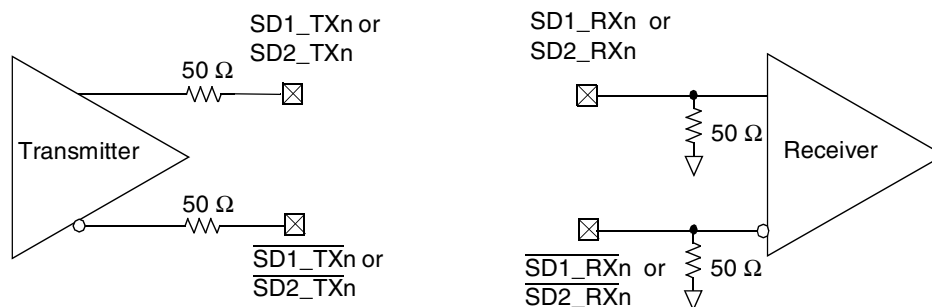 SD1_TXn or
SD2_TXn
50 Ω
Transmitter
50 Ω
SD1_TXn or
SD2_TXn
SD1_RXn or
SD2_RXn
50 Ω
Receiver
50 Ω
SD1_RXn or
SD2_RXn